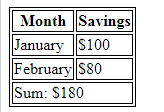 Month Savings
January $100
February $80
Sum: $180